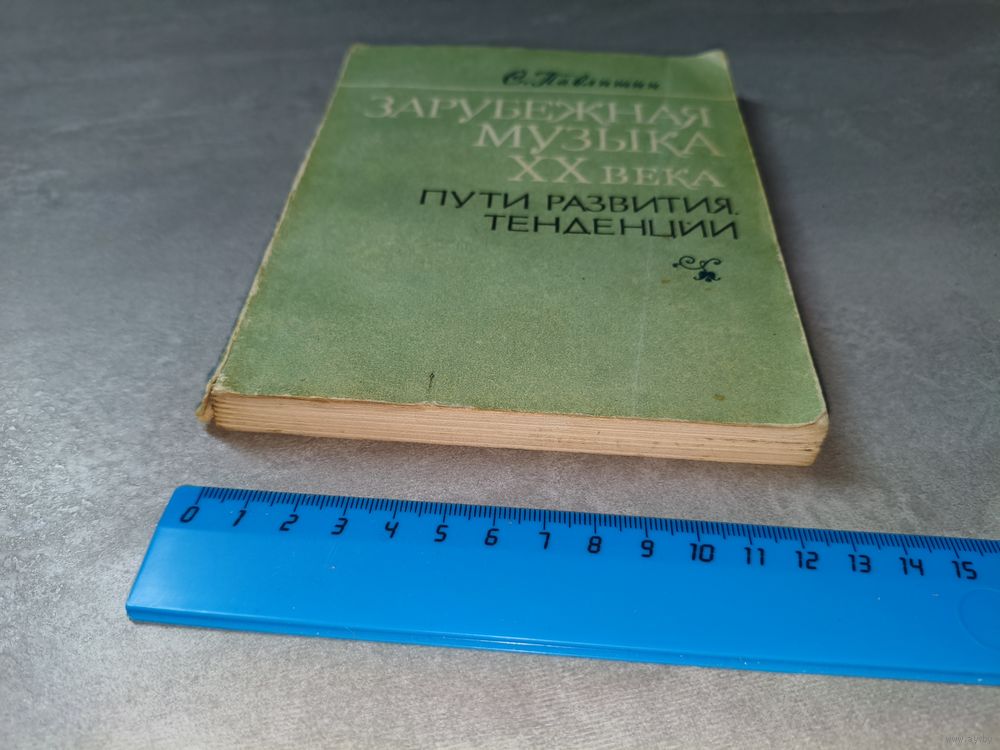 С. Павлишин
ЗАРУБЕЖНАЯ
МУЗЫКА
XX ВЕКА
ПУТИ РАЗВИТИЯ.
ТЕНДЕНЦИИ
0 1 2 3 4 5 6 7 8 9 10 11 12 13 14 15